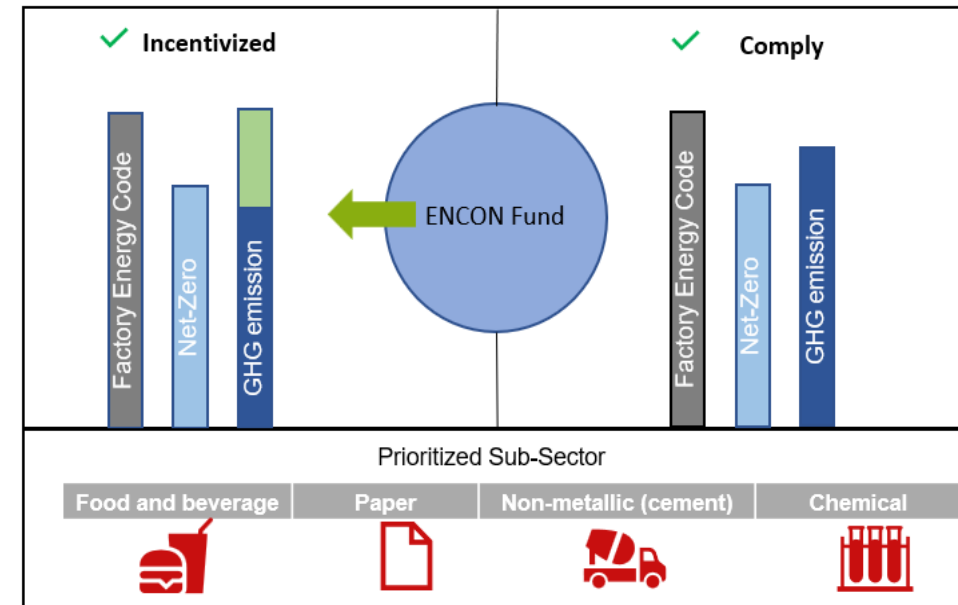 Incentivized
Comply
Factory Energy Code
Net-Zero
GHG emission
ENCON Fund
Factory Energy Code
Net-Zero
GHG emission
Prioritized Sub-Sector
Food and beverage
Paper
Non-metallic (cement)
Chemical